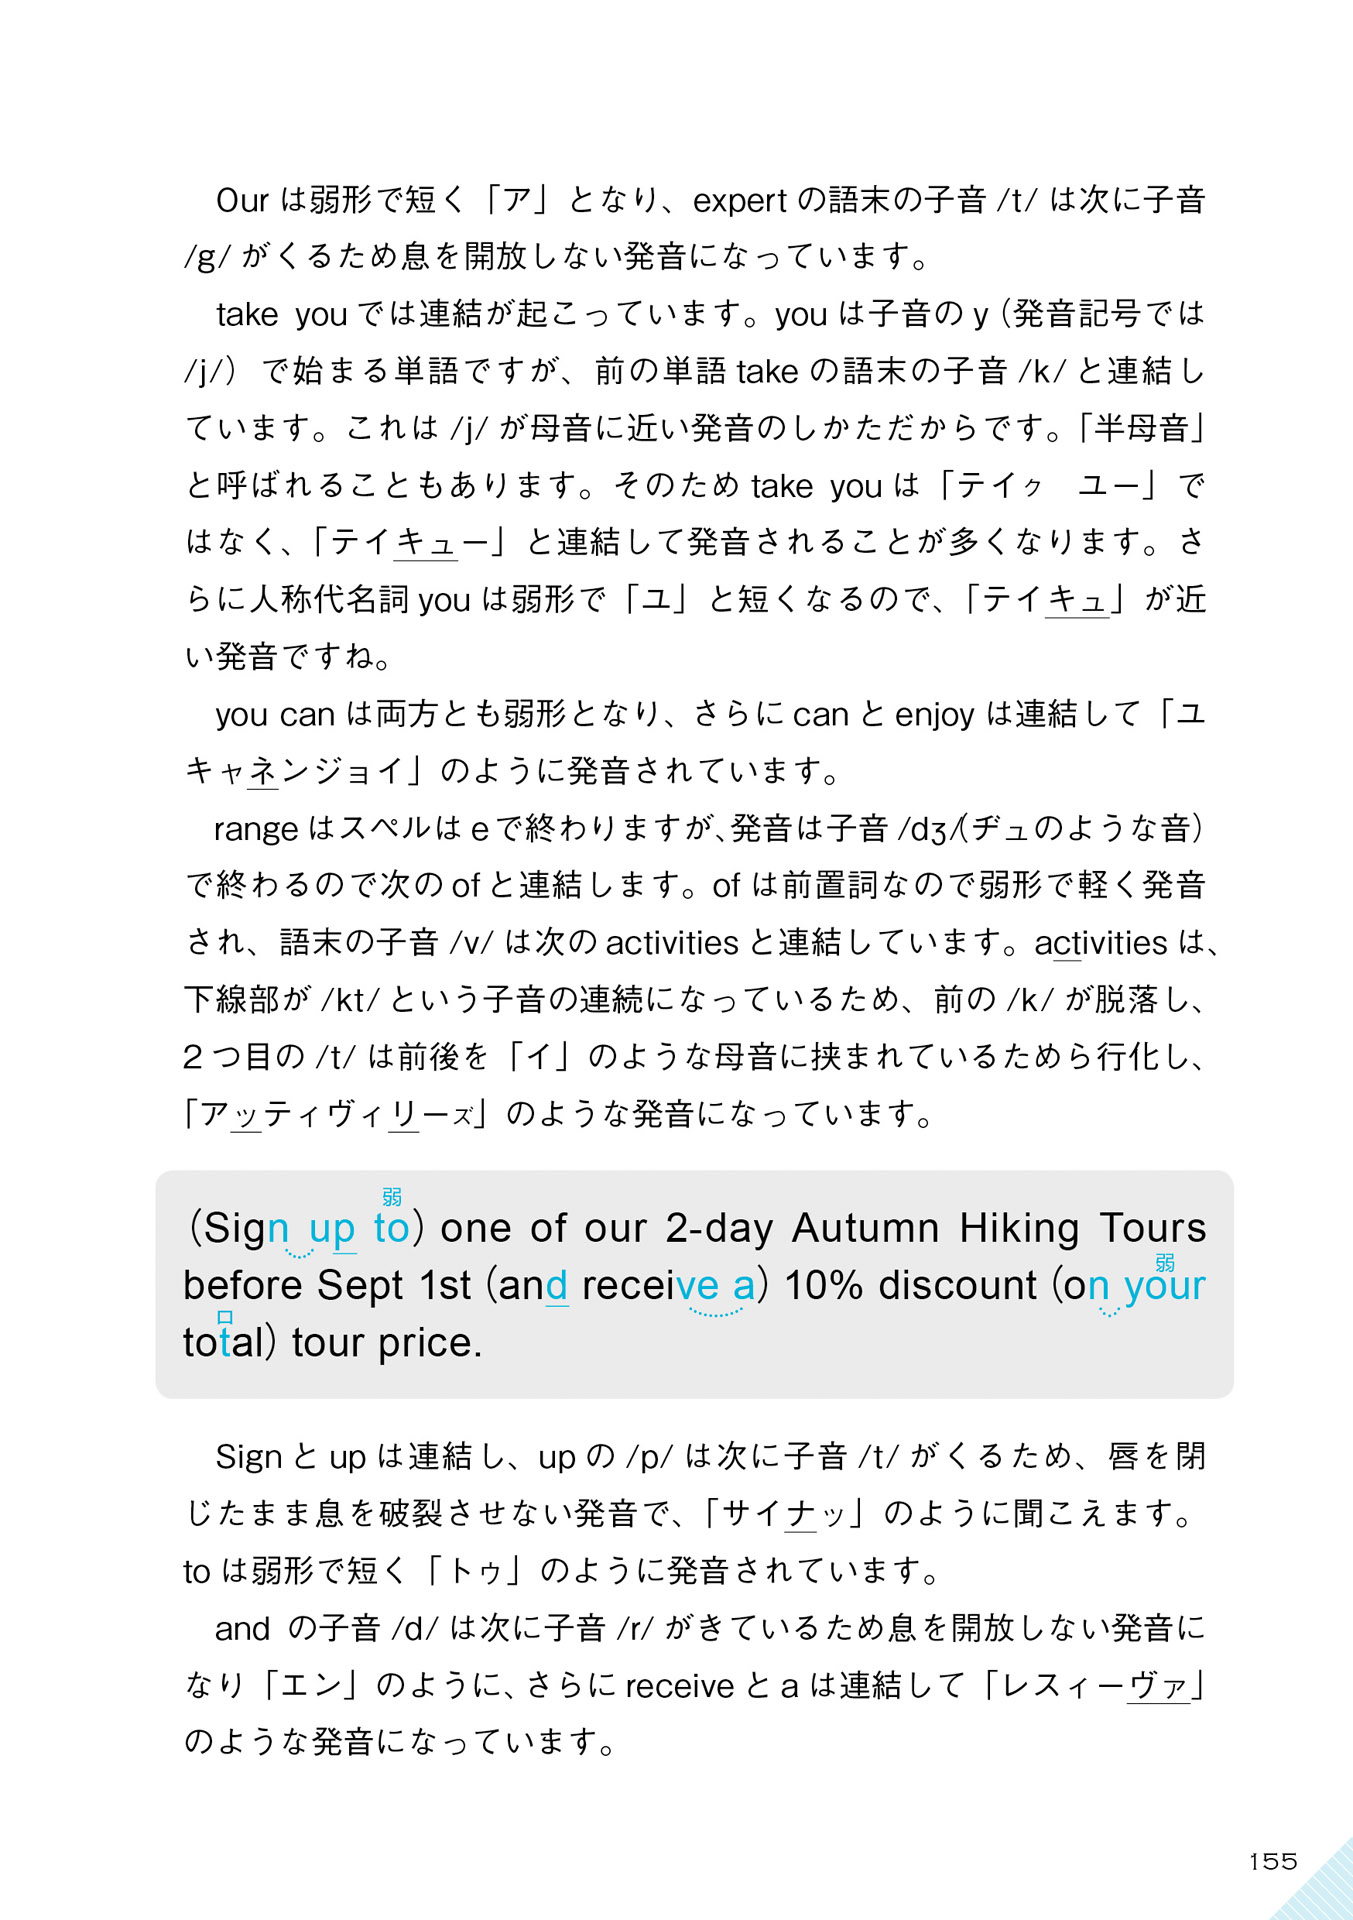 Our は弱形で短く「ア」となり、expert の語末の子音 /t/ は次に子音
/g/ がくるため息を開放しない発音になっています。
take you では連結が起こっています。you は子音の y（発音記号では
/j/）で始まる単語ですが、前の単語 take の語末の子音 /k/ と連結し
ています。これは /j/ が母音に近い発音のしかただからです。「半母音」
と呼ばれることもあります。そのため take you は「テイㇰ　ユー」で
はなく、「テイキュー」と連結して発音されることが多くなります。さ
らに人称代名詞 you は弱形で「ユ」と短くなるので、「テイキュ」が近
い発音ですね。
you can は両方とも弱形となり、さらに can と enjoy は連結して「ユ
キャネンジョイ」のように発音されています。
range はスペルは e で終わりますが、発音は子音 /dʒ/(ヂュのような音）
で終わるので次の of と連結します。of は前置詞なので弱形で軽く発音
され、語末の子音 /v/ は次の activities と連結しています。activities は、
下線部が /kt/ という子音の連続になっているため、前の /k/ が脱落し、
2 つ目の /t/ は前後を「イ」のような母音に挟まれているためら行化し、
「アッティヴィリーズ」のような発音になっています。
弱
（Sign up to）one of our 2-day Autumn Hiking Tours
弱
before Sept 1st（and receive a）10% discount（on your
口
total）tour price.
Sign と up は連結し、up の /p/ は次に子音 /t/ がくるため、唇を閉
じたまま息を破裂させない発音で、「サイナッ」のように聞こえます。
to は弱形で短く「トゥ」のように発音されています。
and の子音 /d/ は次に子音 /r/ がきているため息を開放しない発音に
なり「エン」のように、さらに receive と a は連結して「レスィーヴァ」
のような発音になっています。
155